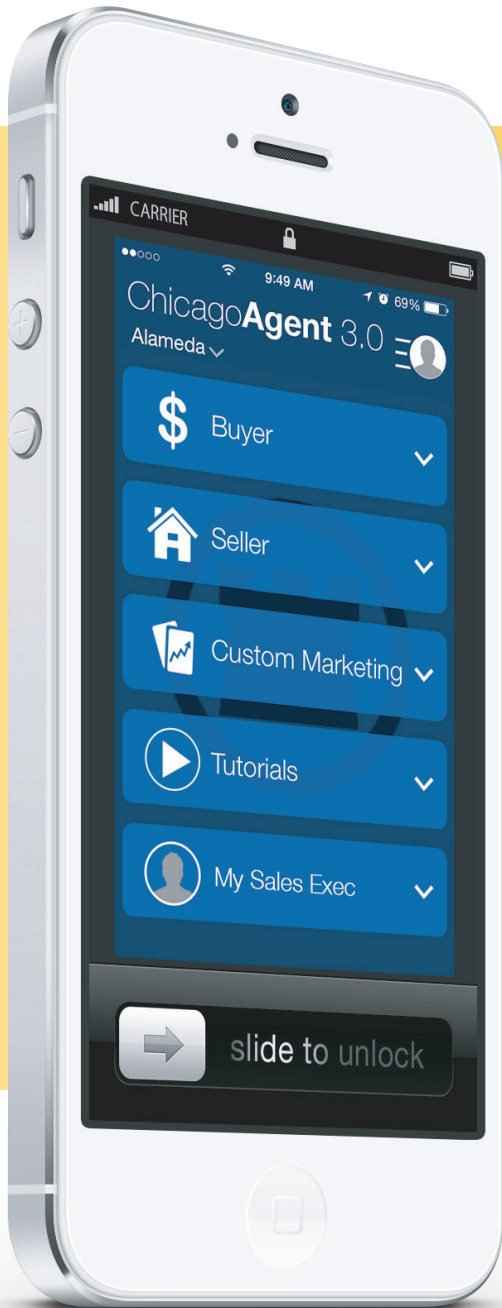 CARRIER
9:49 AM
69%
ChicagoAgent 3.0
Alameda
$ Buyer
Seller
Custom Marketing
Tutorials
My Sales Exec
slide to unlock